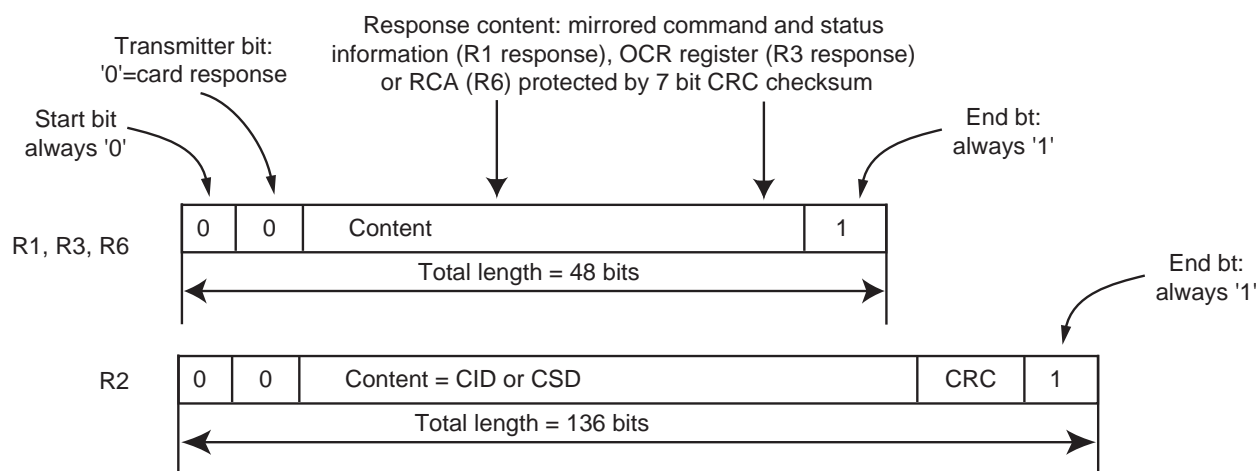 Response content: mirrored command and status
information (R1 response), OCR register (R3 response)
or RCA (R6) protected by 7 bit CRC checksum
Transmitter bit:
'0'=card response
Start bit
always '0'
End bt:
always '1'
R1, R3, R6
0 0 Content 1
Total length = 48 bits
End bt:
always '1'
R2
0 0 Content = CID or CSD CRC 1
Total length = 136 bits